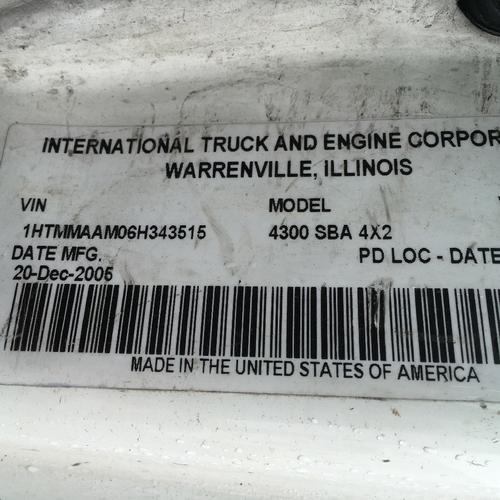 INTERNATIONAL TRUCK AND ENGINE CORPOR
WARRENVILLE, ILLINOIS
VIN MODEL
1HTMMAAM06H343515 4300 SBA 4X2
DATE MFG. PD LOC - DATE
20-Dec-2005
MADE IN THE UNITED STATES OF AMERICA